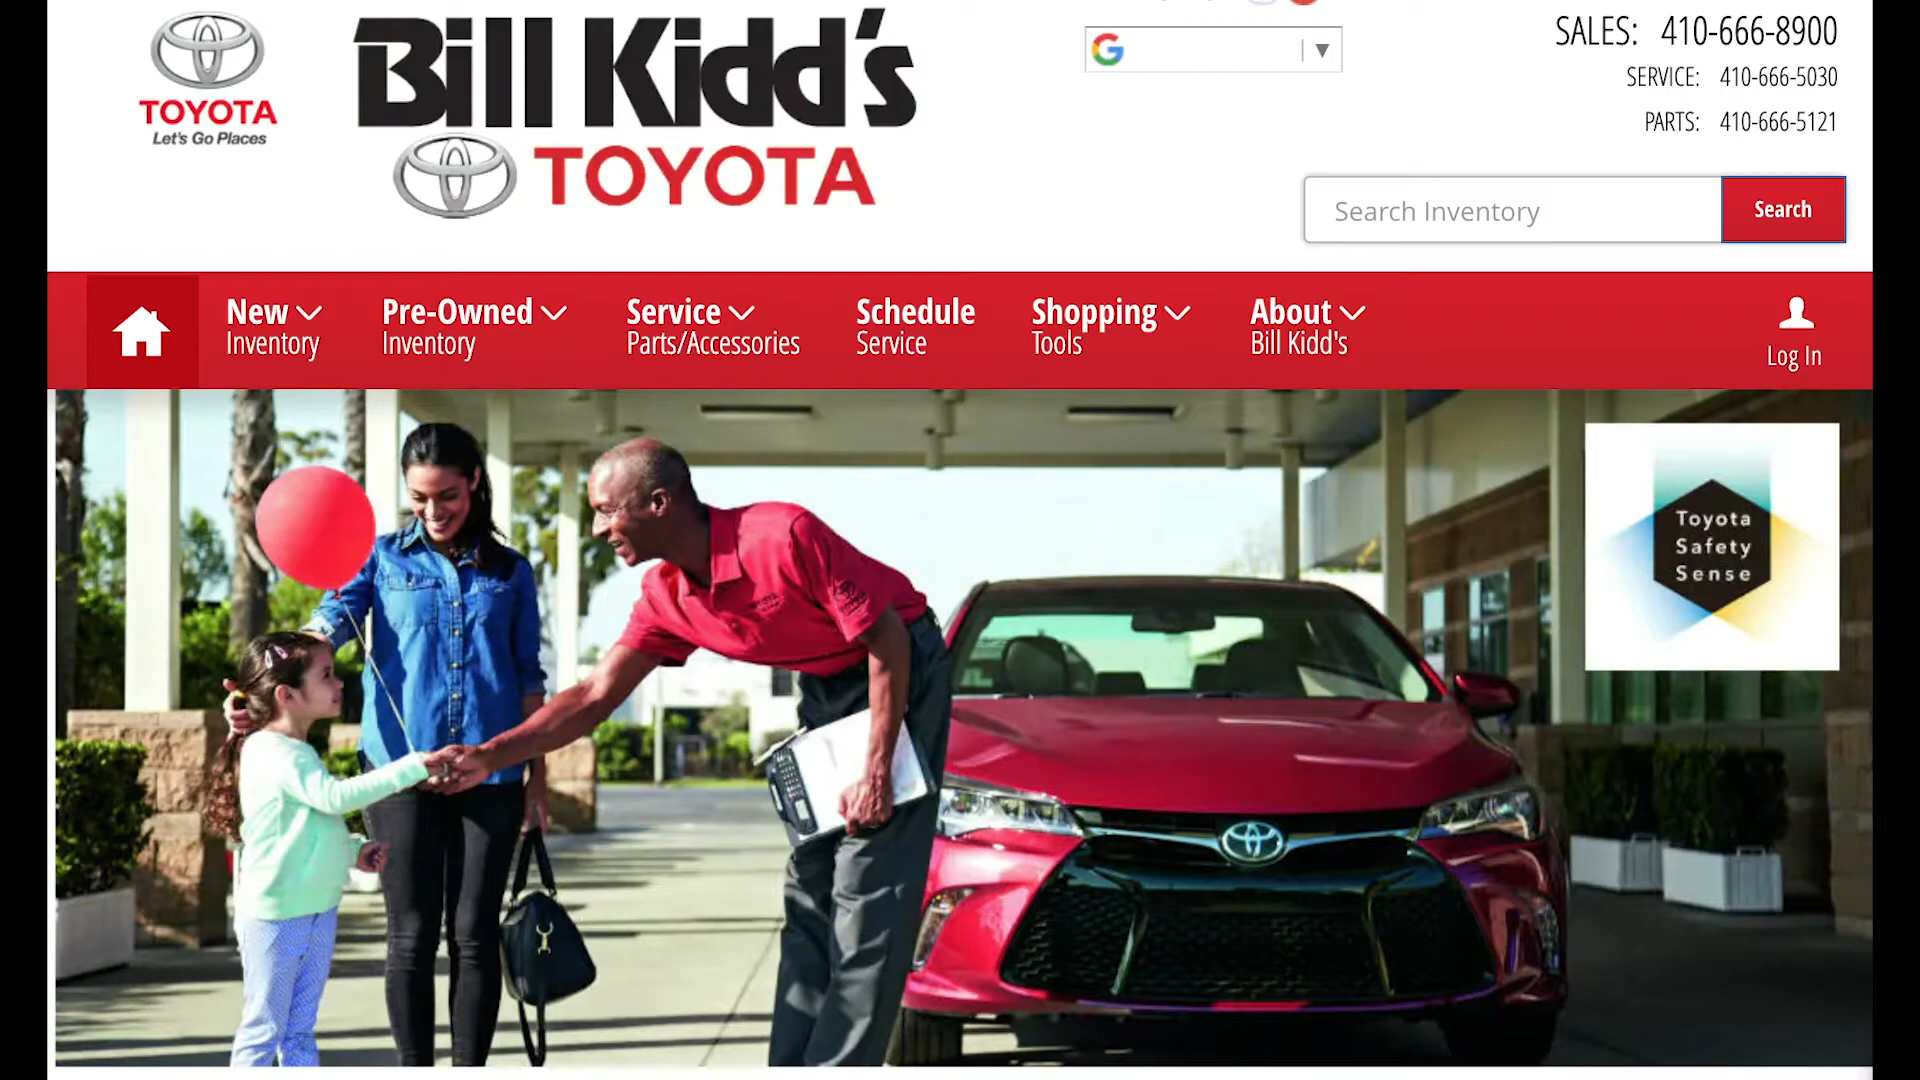 TOYOTA
Let's Go Places
Bill Kidd's
TOYOTA
SALES: 410-666-8900
SERVICE: 410-666-5030
PARTS: 410-666-5121
Search Inventory
Search
New
Inventory
Pre-Owned
Inventory
Service
Parts/Accessories
Schedule
Service
Shopping
Tools
About
Bill Kidd's
Log In
Toyota
Safety
Sense